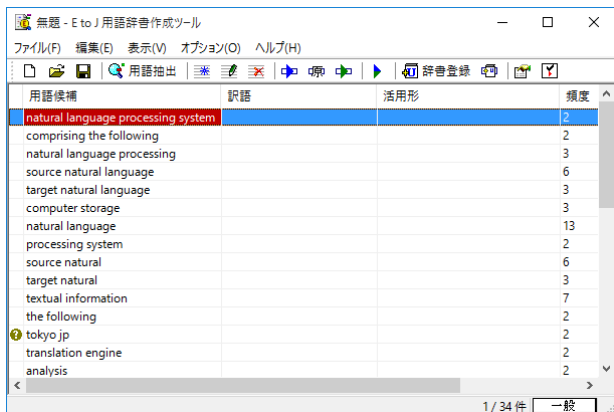 無題 - E to J 用語辞書作成ツール
ファイル(F) 編集(E) 表示(V) オプション(O) ヘルプ(H)
用語抽出 辞書登録
用語候補 訳語 活用形 頻度
natural language processing system 2
comprising the following 2
natural language processing 3
source natural language 6
target natural language 3
computer storage 3
natural language 13
processing system 2
source natural 6
target natural 3
textual information 7
the following 2
tokyo jp 2
translation engine 2
analysis 2
1 / 34 件 一般